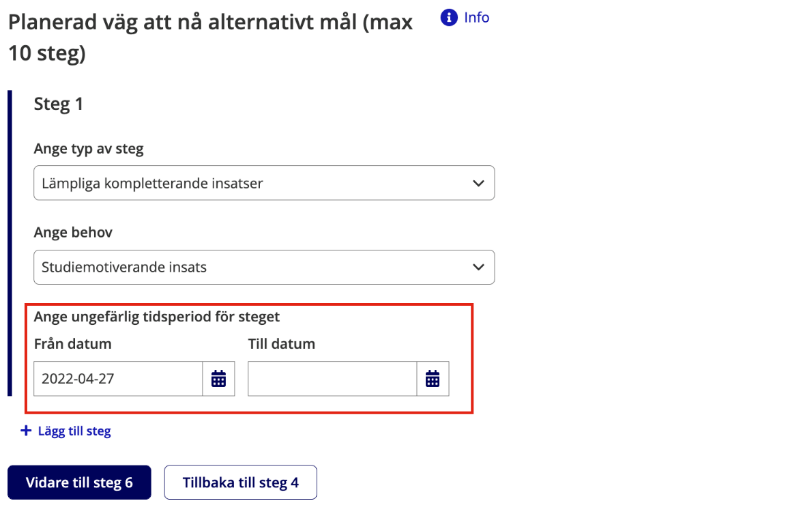 Planerad väg att nå alternativt mål (max
10 steg)
Info
Steg 1
Ange typ av steg
Lämpliga kompletterande insatser
Ange behov
Studiemotiverande insats
Ange ungefärlig tidsperiod för steget
Från datum
Till datum
2022-04-27
+ Lägg till steg
Vidare till steg 6
Tillbaka till steg 4